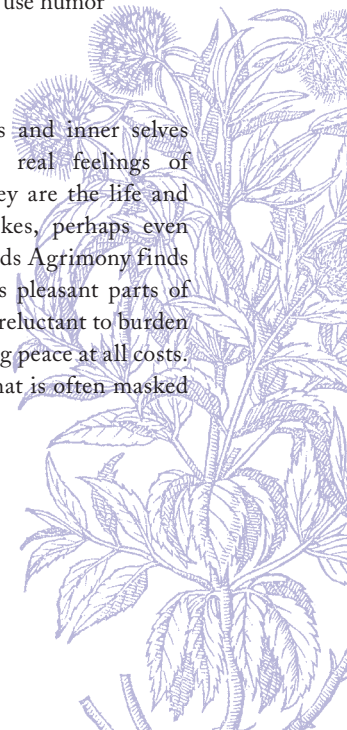 use humor
s and inner selves
real feelings of
ey are the life and
kes, perhaps even
ds Agrimony finds
s pleasant parts of
reluctant to burden
g peace at all costs.
hat is often masked